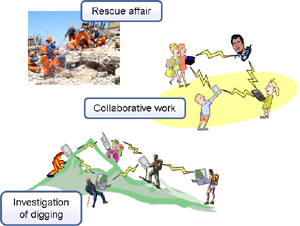 Rescue affair
Collaborative work
Investigation
of digging